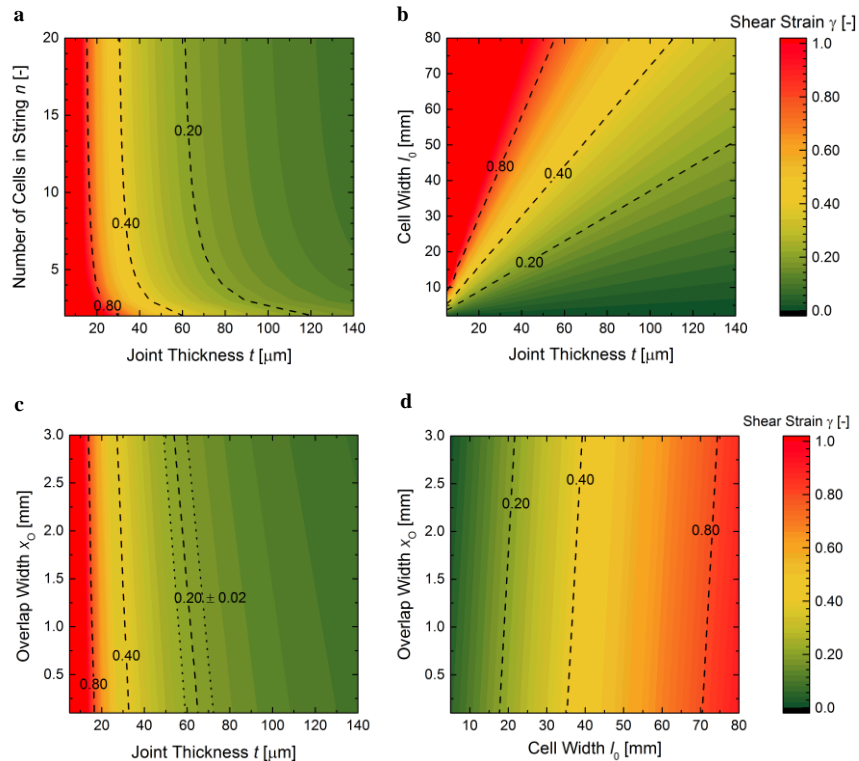 a
20
15
10
5
Number of Cells in String n [-]
0.20
0.40
0.80
20 40 60 80 100 120 140
Joint Thickness t [μm]
b
80
70
60
50
40
30
20
10
Cell Width l₀ [mm]
0.80
0.40
0.20
20 40 60 80 100 120 140
Joint Thickness t [μm]
Shear Strain γ [-]
1.0
0.80
0.60
0.40
0.20
0.0
c
3.0
2.5
2.0
1.5
1.0
0.5
Overlap Width xO [mm]
0.20 ± 0.02
0.40
0.80
20 40 60 80 100 120 140
Joint Thickness t [μm]
d
3.0
2.5
2.0
1.5
1.0
0.5
Overlap Width xO [mm]
0.40
0.20
0.80
10 20 30 40 50 60 70 80
Cell Width l₀ [mm]
Shear Strain γ [-]
1.0
0.80
0.60
0.40
0.20
0.0